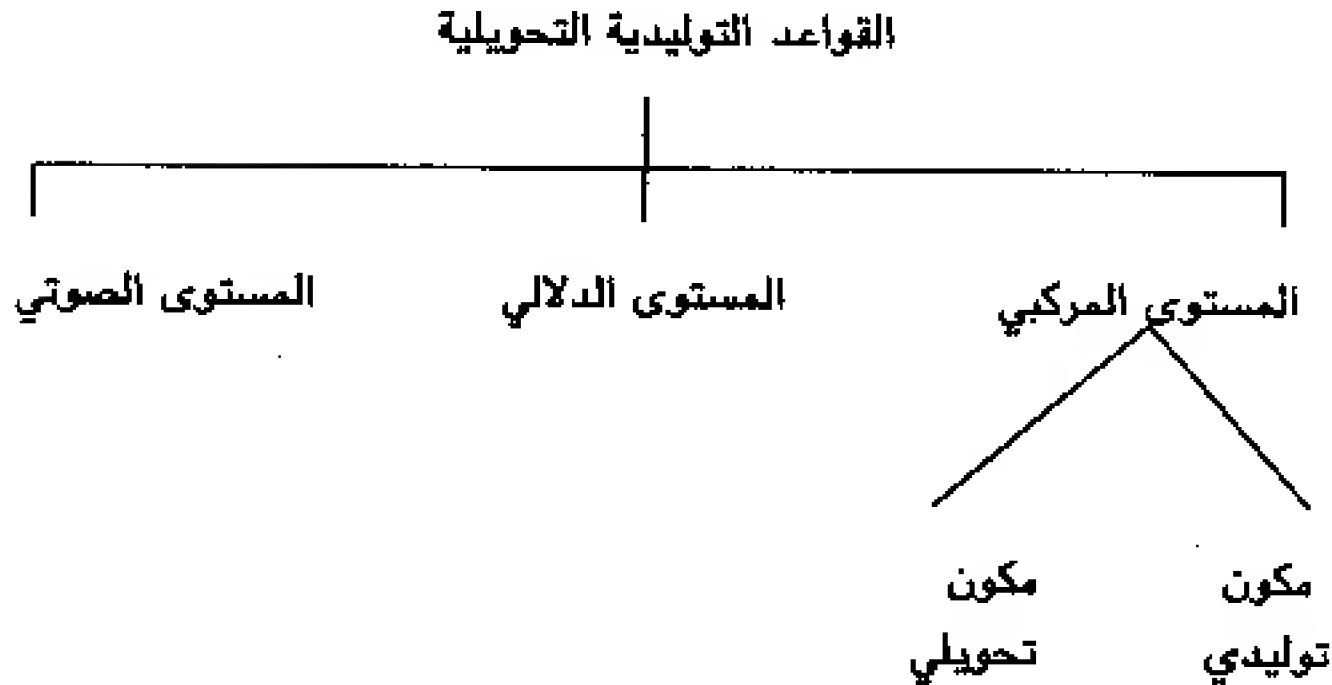 القواعد التوليدية التحويلية
المستوى المركبي المستوى الدلالي المستوى الصوتي
مكون مكون
توليدي تحويلي